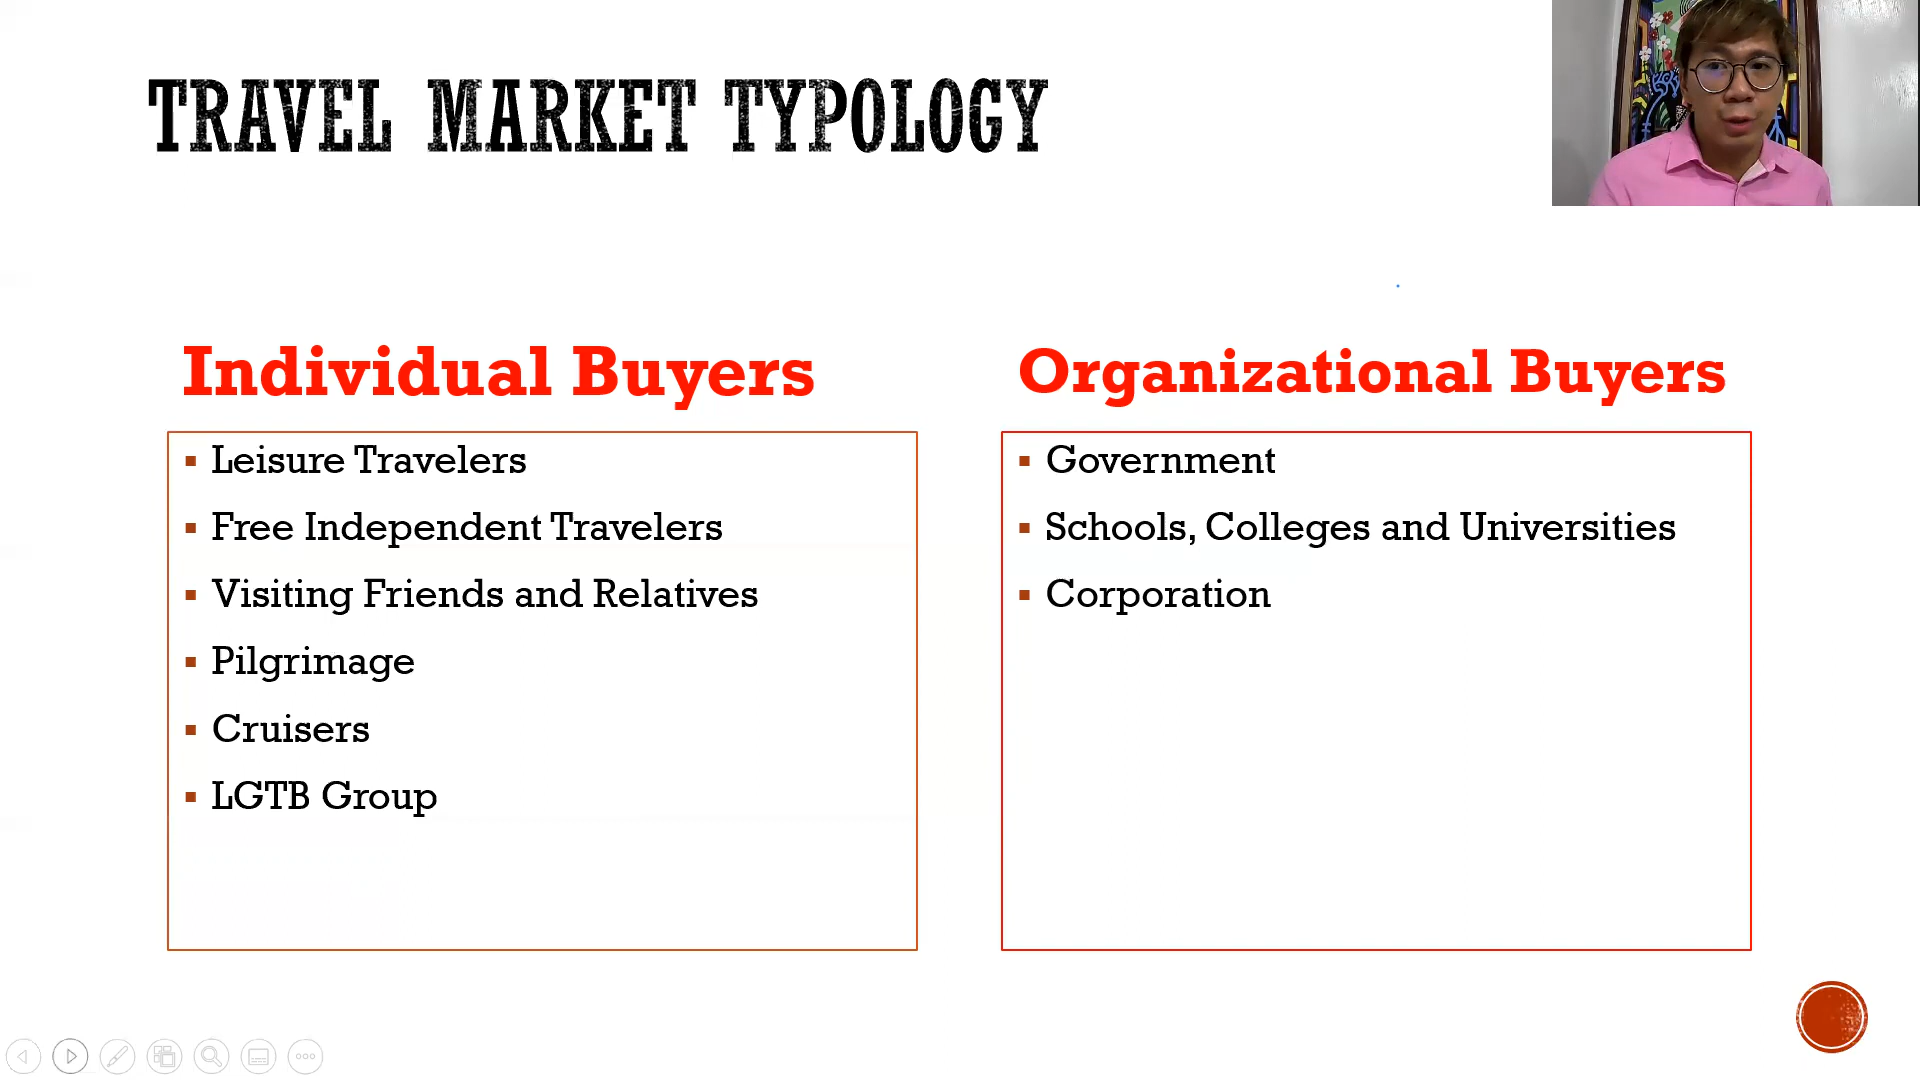 TRAVEL MARKET TYPOLOGY
Individual Buyers
Leisure Travelers
Free Independent Travelers
Visiting Friends and Relatives
Pilgrimage
Cruisers
LGTB Group
Organizational Buyers
Government
Schools, Colleges and Universities
Corporation